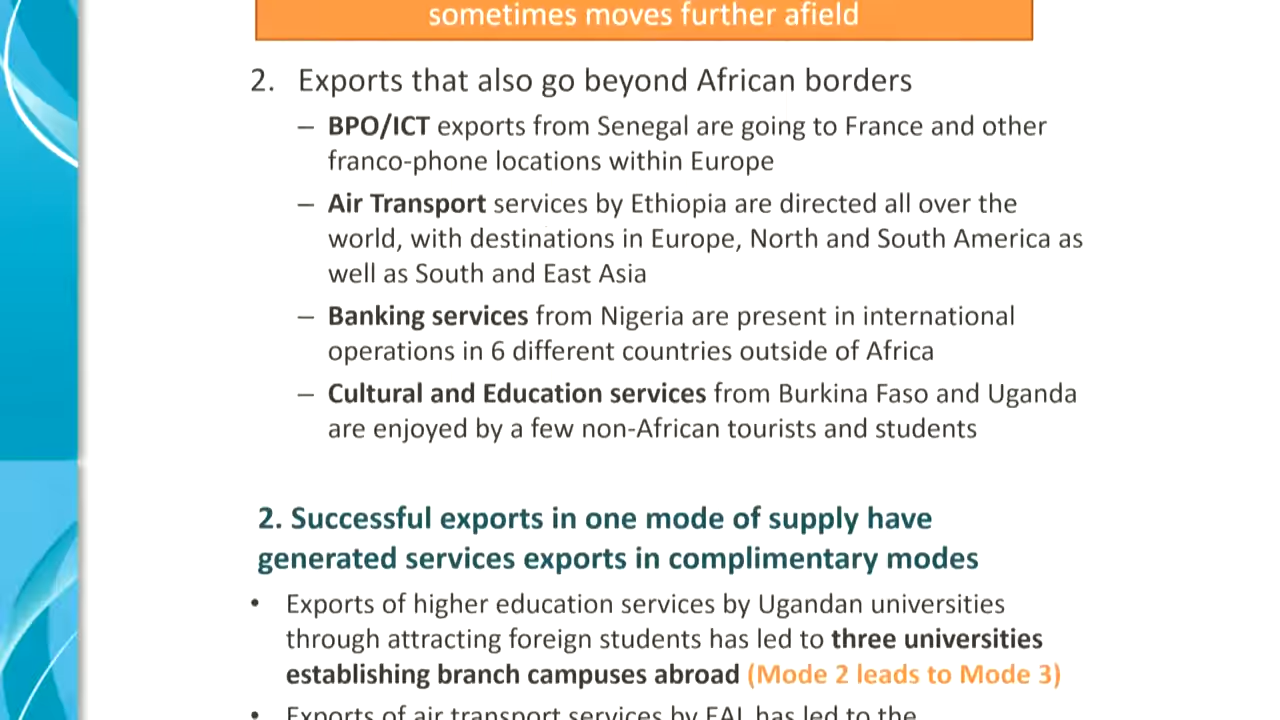 sometimes moves further afield
2. Exports that also go beyond African borders
– BPO/ICT exports from Senegal are going to France and other
franco-phone locations within Europe
– Air Transport services by Ethiopia are directed all over the
world, with destinations in Europe, North and South America as
well as South and East Asia
– Banking services from Nigeria are present in international
operations in 6 different countries outside of Africa
– Cultural and Education services from Burkina Faso and Uganda
are enjoyed by a few non-African tourists and students
2. Successful exports in one mode of supply have
generated services exports in complimentary modes
• Exports of higher education services by Ugandan universities
through attracting foreign students has led to three universities
establishing branch campuses abroad (Mode 2 leads to Mode 3)
• Exports of air transport services by EAL has led to the